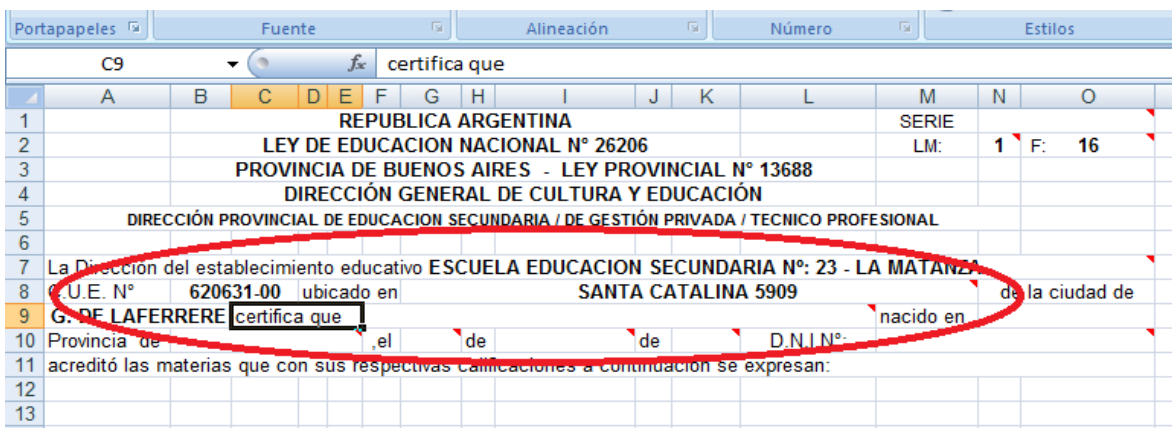 Portapapeles Fuente Alineación Número Estilos
C9 fx certifica que
A B C D E F G H I J K L M N O
1 REPUBLICA ARGENTINA SERIE
2 LEY DE EDUCACION NACIONAL Nº 26206 LM: 1 F: 16
3 PROVINCIA DE BUENOS AIRES - LEY PROVINCIAL Nº 13688
4 DIRECCIÓN GENERAL DE CULTURA Y EDUCACIÓN
5 DIRECCIÓN PROVINCIAL DE EDUCACION SECUNDARIA / DE GESTIÓN PRIVADA / TECNICO PROFESIONAL
6
7 La Dirección del establecimiento educativo ESCUELA EDUCACION SECUNDARIA Nº: 23 - LA MATANZA
8 C.U.E. N° 620631-00 ubicado en SANTA CATALINA 5909 de la ciudad de
9 G. DE LAFERRERE certifica que nacido en
10 Provincia de ,el de de D.N.I N°:
11 acreditó las materias que con sus respectivas calificaciones a continuación se expresan:
12
13